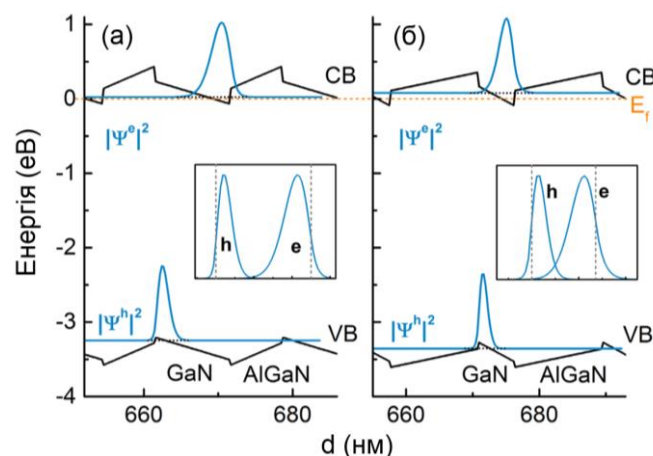 (а)
(б)
CB
CB
E_f
|Ψ^e|²
|Ψ^e|²
h
e
h
e
|Ψ^h|²
VB
|Ψ^h|²
VB
GaN
AlGaN
GaN
AlGaN
Енергія (еВ)
1
0
-1
-2
-3
-4
660
680
660
680
d (нм)
d (нм)